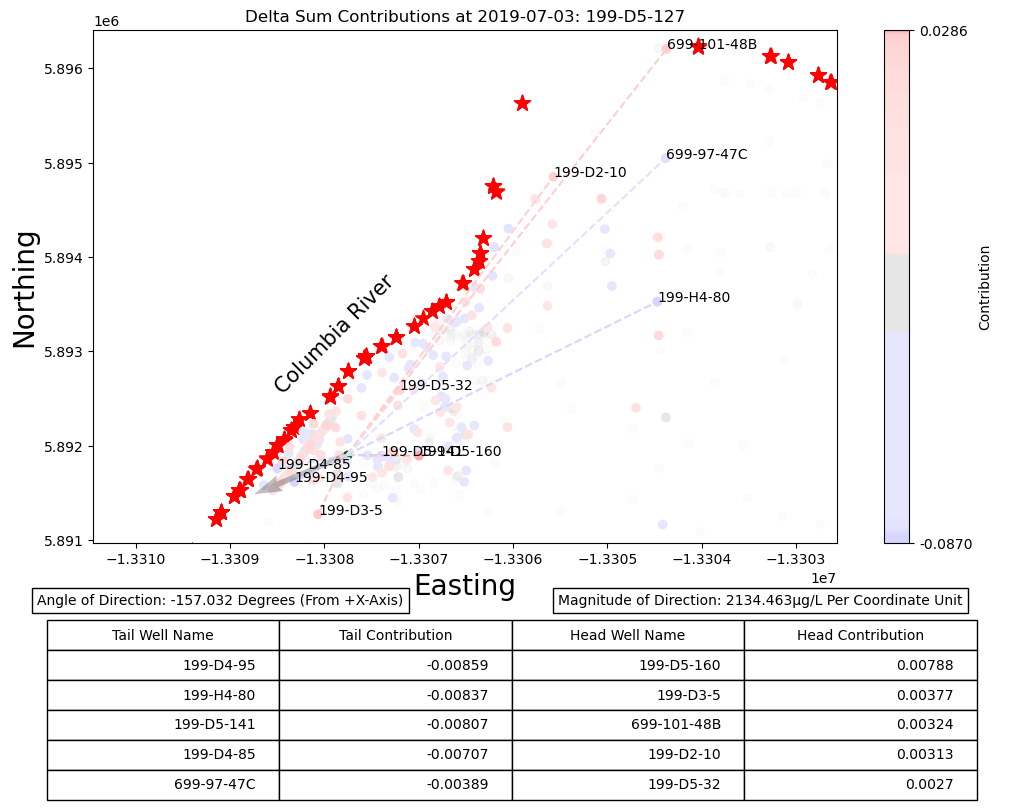 Delta Sum Contributions at 2019-07-03: 199-D5-127
1e6
0.0286
699-101-48B
5.896
699-97-47C
5.895
199-D2-10
Northing
5.894
Contribution
199-H4-80
Columbia River
5.893
199-D5-32
5.892
199-D5-141
199-D5-160
199-D4-85
199-D4-95
199-D3-5
5.891
-0.0870
−1.3310 −1.3309 −1.3308 −1.3307 −1.3306 −1.3305 −1.3304 −1.3303
1e7
Easting
Angle of Direction: -157.032 Degrees (From +X-Axis)
Magnitude of Direction: 2134.463μg/L Per Coordinate Unit
Tail Well Name Tail Contribution Head Well Name Head Contribution
199-D4-95 -0.00859 199-D5-160 0.00788
199-H4-80 -0.00837 199-D3-5 0.00377
199-D5-141 -0.00807 699-101-48B 0.00324
199-D4-85 -0.00707 199-D2-10 0.00313
699-97-47C -0.00389 199-D5-32 0.0027